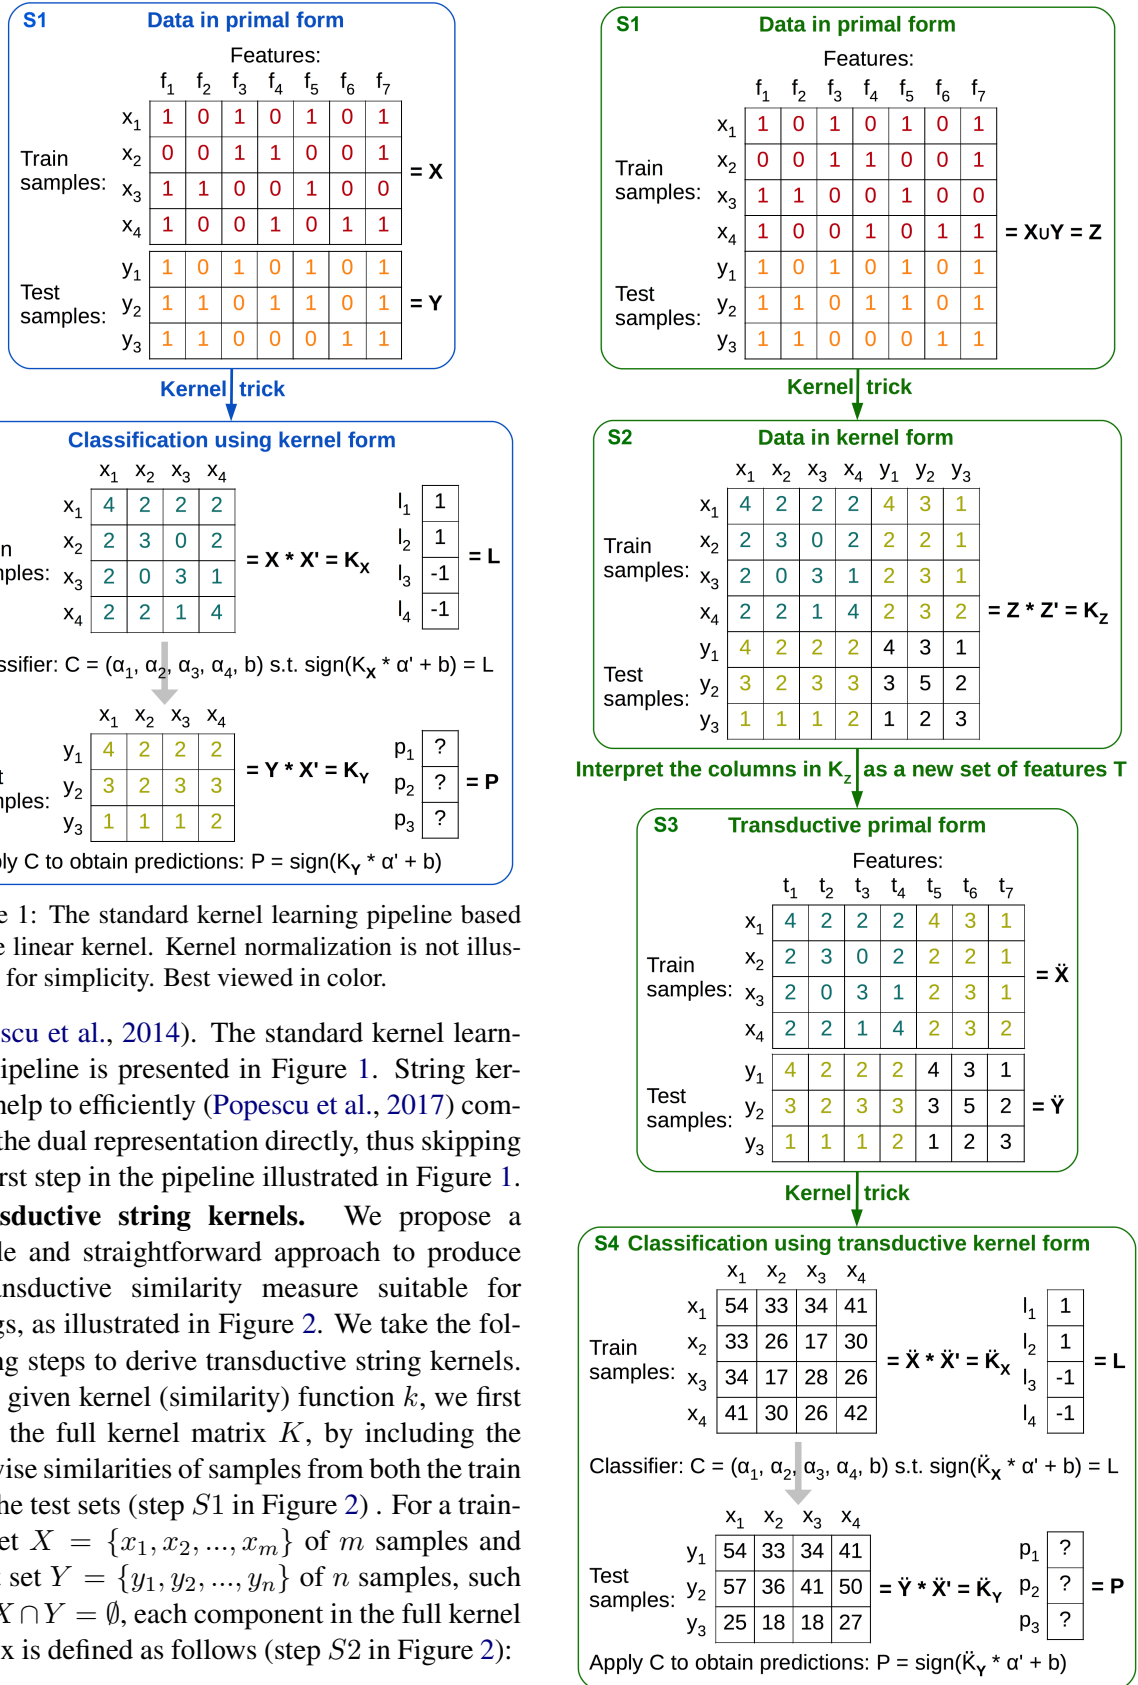 S1 Data in primal form
Features:
f1 f2 f3 f4 f5 f6 f7
x1 1 0 1 0 1 0 1
x2 0 0 1 1 0 0 1
x3 1 1 0 0 1 0 0
x4 1 0 0 1 0 1 1
Train
samples:
= X
y1 1 0 1 0 1 0 1
y2 1 1 0 1 1 0 1
y3 1 1 0 0 0 1 1
Test
samples:
= Y
Kernel trick
Classification using kernel form
x1 x2 x3 x4
x1 4 2 2 2
x2 2 3 0 2
x3 2 0 3 1
x4 2 2 1 4
= X * X' = KX
l1 1
l2 1
l3 -1
l4 -1
= L
C = (α1, α2, α3, α4, b) s.t. sign(KX * α' + b) = L
x1 x2 x3 x4
y1 4 2 2 2
y2 3 2 3 3
y3 1 1 1 2
= Y * X' = KY
p1 ?
p2 ?
p3 ?
= P
C to obtain predictions: P = sign(KY * α' + b)
1: The standard kernel learning pipeline based
linear kernel. Kernel normalization is not illus-
for simplicity. Best viewed in color.
scu et al., 2014). The standard kernel learn-
ipeline is presented in Figure 1. String ker-
help to efficiently (Popescu et al., 2017) com-
the dual representation directly, thus skipping
rst step in the pipeline illustrated in Figure 1.
sductive string kernels. We propose a
le and straightforward approach to produce
ansductive similarity measure suitable for
gs, as illustrated in Figure 2. We take the fol-
ng steps to derive transductive string kernels.
given kernel (similarity) function k, we first
the full kernel matrix K, by including the
wise similarities of samples from both the train
he test sets (step S1 in Figure 2) . For a train-
et X = {x1, x2, ..., xm} of m samples and
set Y = {y1, y2, ..., yn} of n samples, such
X ∩ Y = ∅, each component in the full kernel
x is defined as follows (step S2 in Figure 2):
S1 Data in primal form
Features:
f1 f2 f3 f4 f5 f6 f7
x1 1 0 1 0 1 0 1
x2 0 0 1 1 0 0 1
x3 1 1 0 0 1 0 0
x4 1 0 0 1 0 1 1
y1 1 0 1 0 1 0 1
y2 1 1 0 1 1 0 1
y3 1 1 0 0 0 1 1
Train
samples:
Test
samples:
= X∪Y = Z
Kernel trick
S2 Data in kernel form
x1 x2 x3 x4 y1 y2 y3
x1 4 2 2 2 4 3 1
x2 2 3 0 2 2 2 1
x3 2 0 3 1 2 3 1
x4 2 2 1 4 2 3 2
y1 4 2 2 2 4 3 1
y2 3 2 3 3 3 5 2
y3 1 1 1 2 1 2 3
Train
samples:
Test
samples:
= Z * Z' = KZ
Interpret the columns in KZ as a new set of features T
S3 Transductive primal form
Features:
t1 t2 t3 t4 t5 t6 t7
x1 4 2 2 2 4 3 1
x2 2 3 0 2 2 2 1
x3 2 0 3 1 2 3 1
x4 2 2 1 4 2 3 2
Train
samples:
= Ẍ
y1 4 2 2 2 4 3 1
y2 3 2 3 3 3 5 2
y3 1 1 1 2 1 2 3
Test
samples:
= Ÿ
Kernel trick
S4 Classification using transductive kernel form
x1 x2 x3 x4
x1 54 33 34 41
x2 33 26 17 30
x3 34 17 28 26
x4 41 30 26 42
Train
samples:
= Ẍ * Ẍ' = K̈X
l1 1
l2 1
l3 -1
l4 -1
= L
Classifier: C = (α1, α2, α3, α4, b) s.t. sign(K̈X * α' + b) = L
x1 x2 x3 x4
y1 54 33 34 41
y2 57 36 41 50
y3 25 18 18 27
Test
samples:
= Ÿ * Ẍ' = K̈Y
p1 ?
p2 ?
p3 ?
= P
Apply C to obtain predictions: P = sign(K̈Y * α' + b)